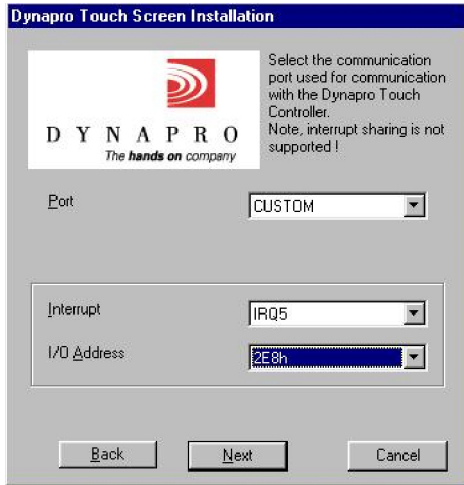 Dynapro Touch Screen Installation
Select the communication
port used for communication
with the Dynapro Touch
Controller.
Note, interrupt sharing is not
supported !
DYNAPRO
The hands on company
Port
CUSTOM
Interrupt
IRQ5
I/O Address
2E8h
Back
Next
Cancel